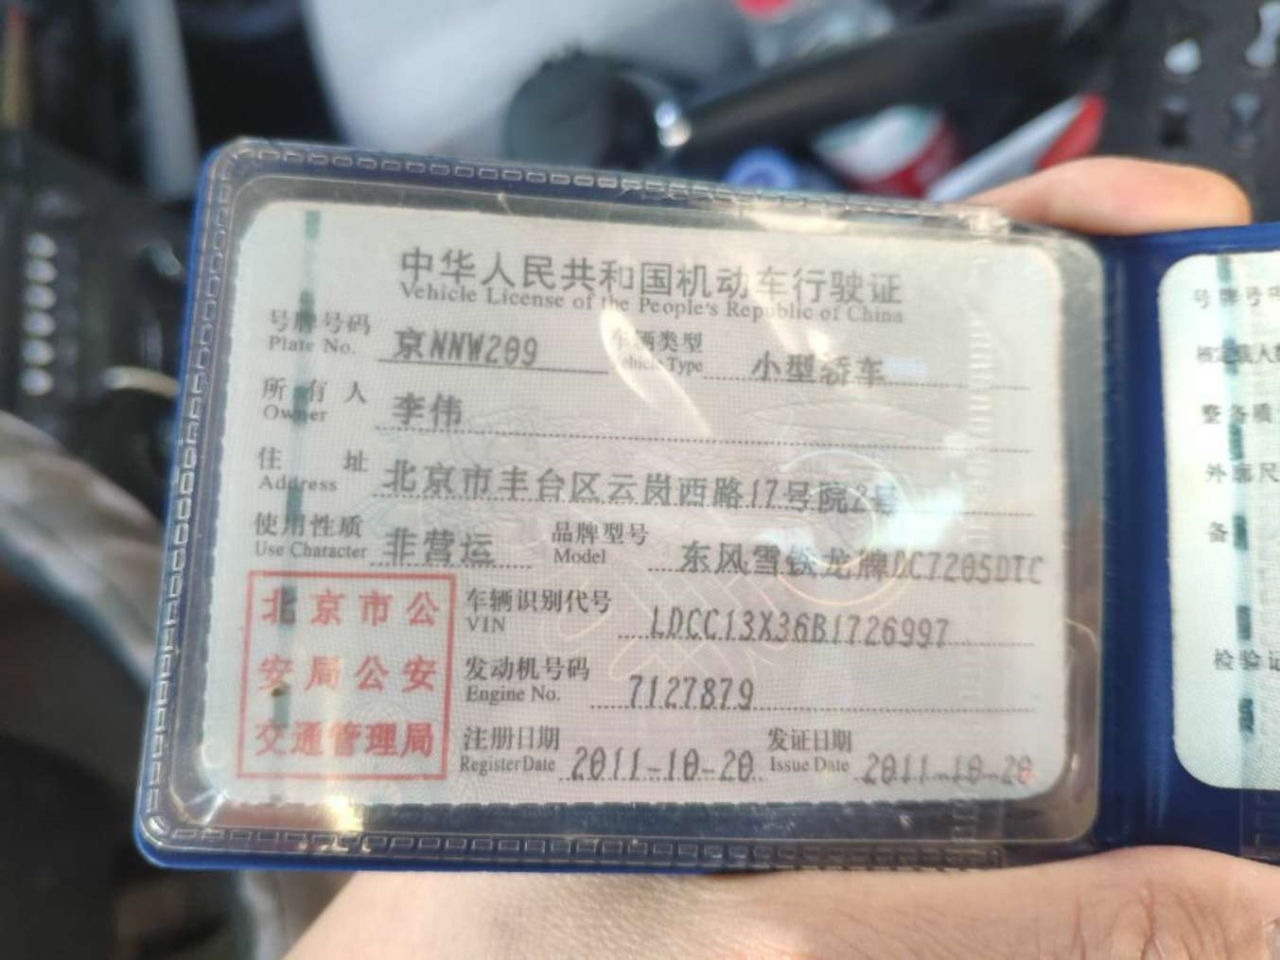 中华人民共和国机动车行驶证
Vehicle License of the People's Republic of China
号牌号码 京NNW209 车辆类型 小型轿车
Plate No. Vehicle Type
所有人 李伟
Owner
住址 北京市丰台区云岗西路17号院2号
Address
使用性质 非营运 品牌型号 东风雪铁龙牌DC7205DTC
Use Character Model
北京市公
安局公安
交通管理局
车辆识别代号 LDCC13X36B1726997
VIN
发动机号码 7127879
Engine No.
注册日期 2011-10-20 发证日期 2011-10-20
Register Date Issue Date
号牌号
核定载人
整备质
外廓尺
备
检验证